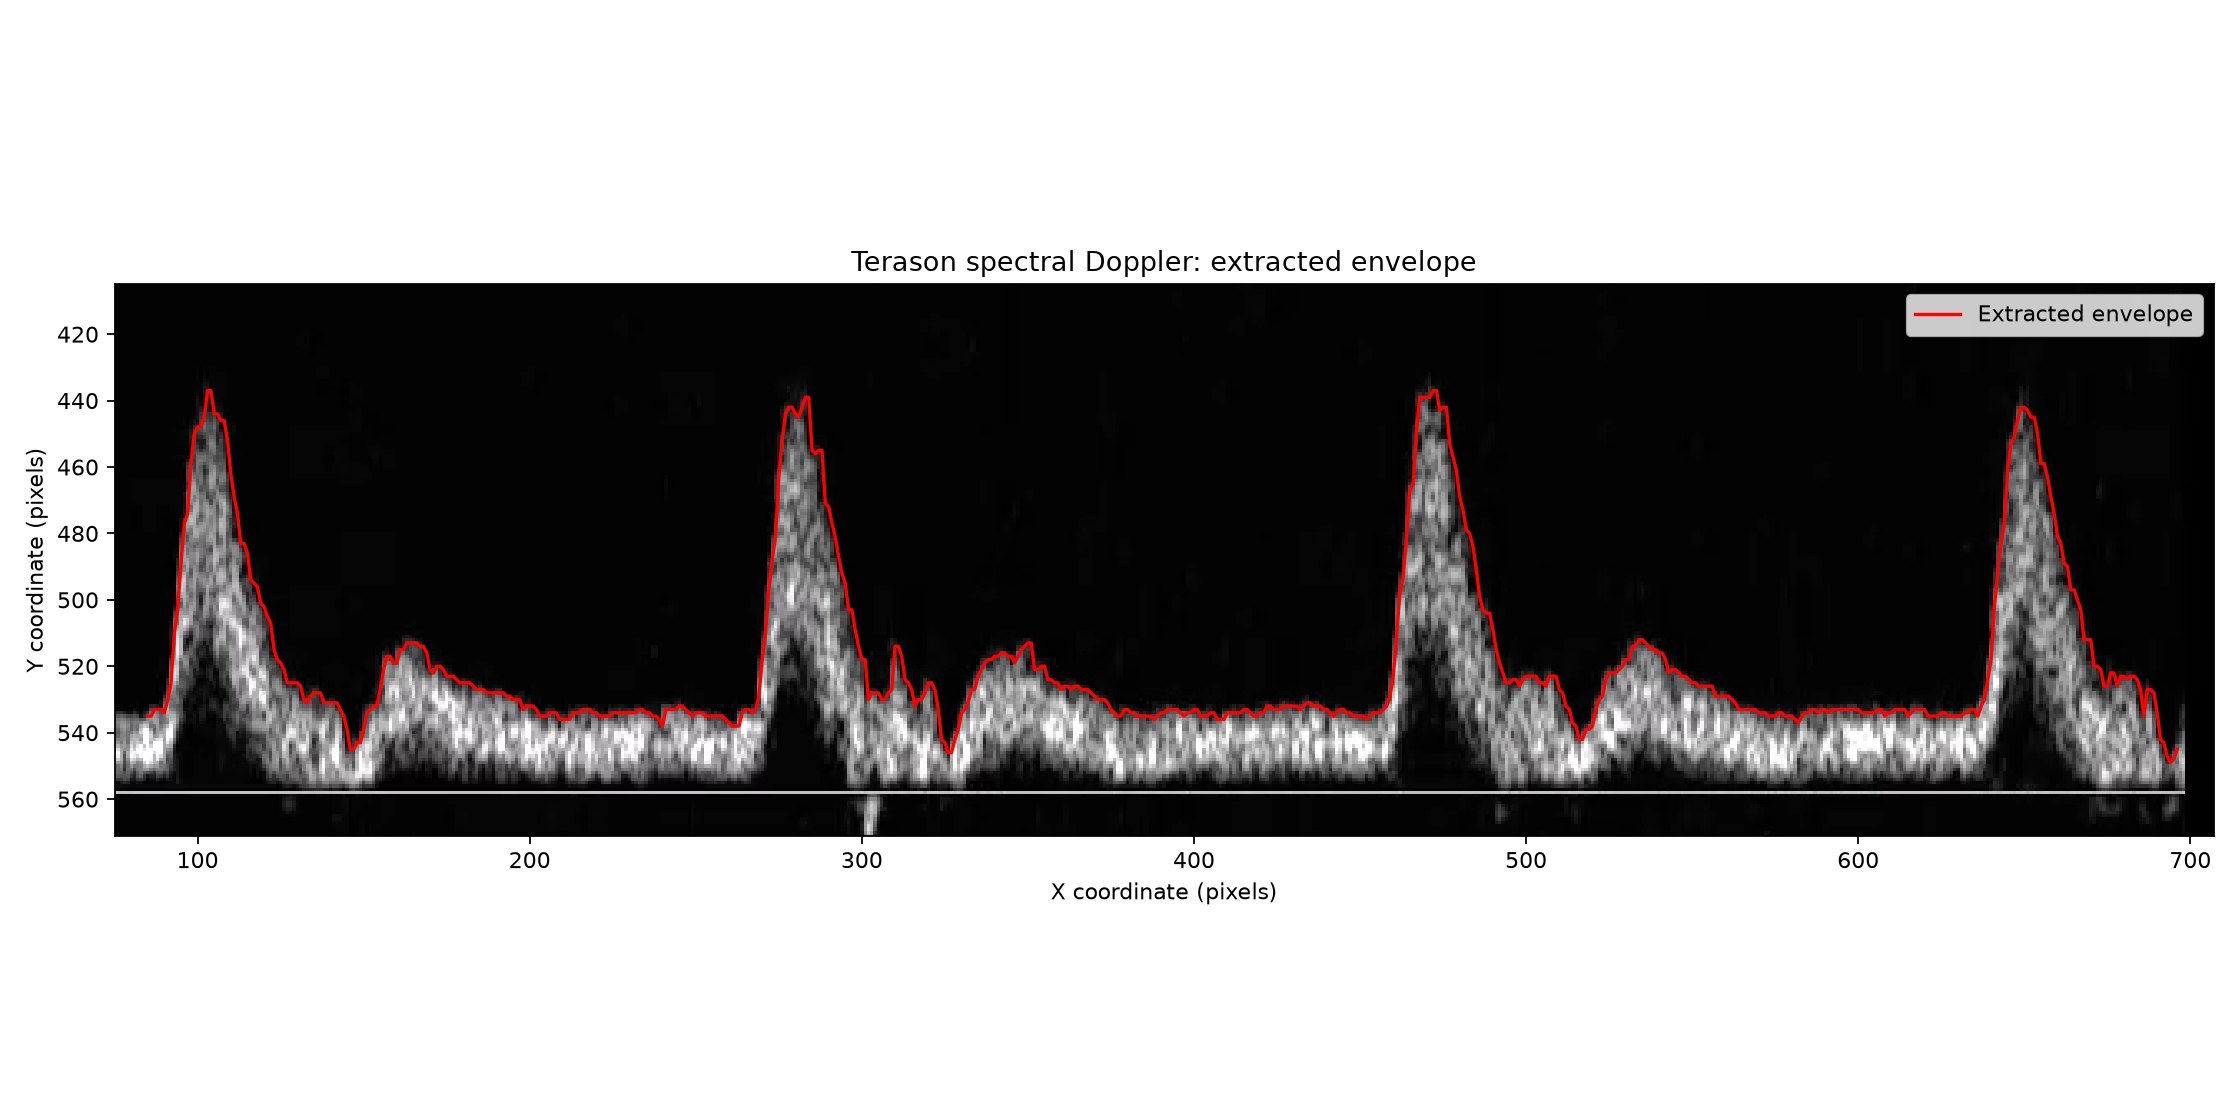 Terason spectral Doppler: extracted envelope
Extracted envelope
Y coordinate (pixels)
420
440
460
480
500
520
540
560
100 200 300 400 500 600 700
X coordinate (pixels)